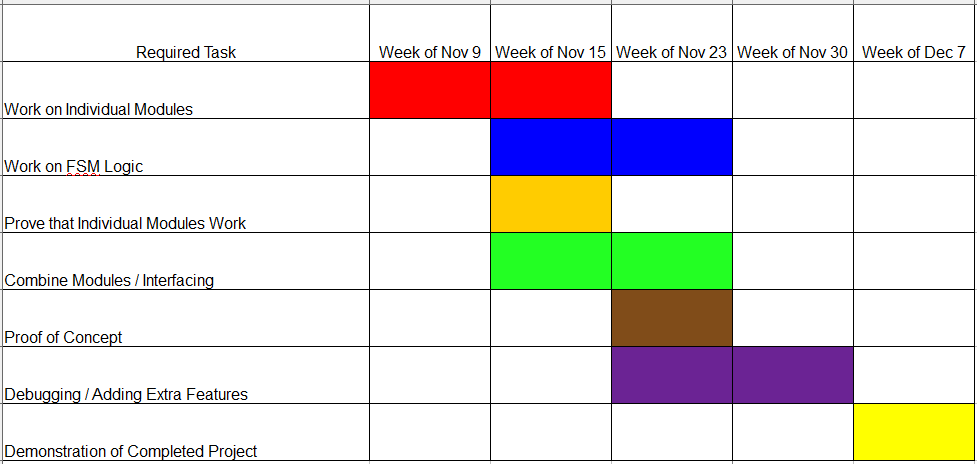 Required Task Week of Nov 9 Week of Nov 15 Week of Nov 23 Week of Nov 30 Week of Dec 7
Work on Individual Modules
Work on FSM Logic
Prove that Individual Modules Work
Combine Modules / Interfacing
Proof of Concept
Debugging / Adding Extra Features
Demonstration of Completed Project